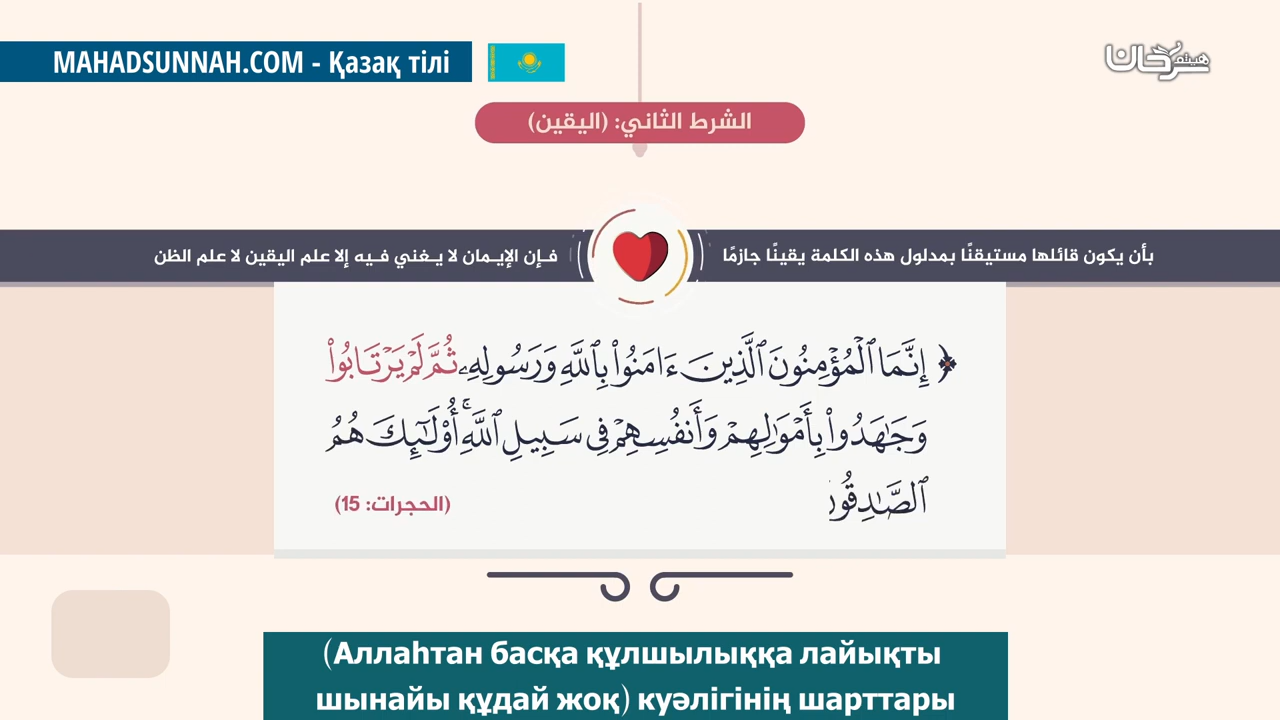 MAHADSUNNAH.COM - Қазақ тілі
هيثم سرحان
الشرط الثاني: (اليقين)
بأن يكون قائلها مستيقنًا بمدلول هذه الكلمة يقينًا جازمًا
فإن الإيمان لا يغني فيه إلا علم اليقين لا علم الظن
﴿ إِنَّمَا ٱلْمُؤْمِنُونَ ٱلَّذِينَ ءَامَنُوا۟ بِٱللَّهِ وَرَسُولِهِۦ ثُمَّ لَمْ يَرْتَابُوا۟
وَجَـٰهَدُوا۟ بِأَمْوَٰلِهِمْ وَأَنفُسِهِمْ فِى سَبِيلِ ٱللَّهِ ۚ أُو۟لَـٰٓئِكَ هُمُ
ٱلصَّـٰدِقُونَ
(الحجرات: 15)
(Аллаһтан басқа құлшылыққа лайықты
шынайы құдай жоқ) куәлігінің шарттары